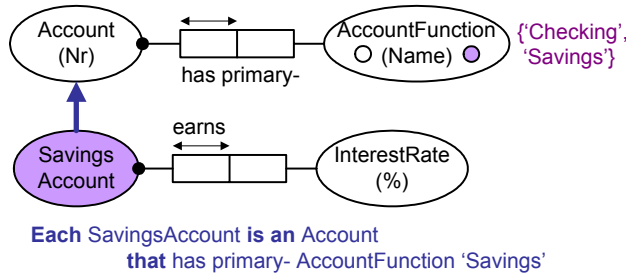 Account
(Nr)
has primary-
AccountFunction
(Name)
{‘Checking’,
‘Savings’}
Savings
Account
earns
InterestRate
(%)
Each SavingsAccount is an Account
that has primary- AccountFunction ‘Savings’